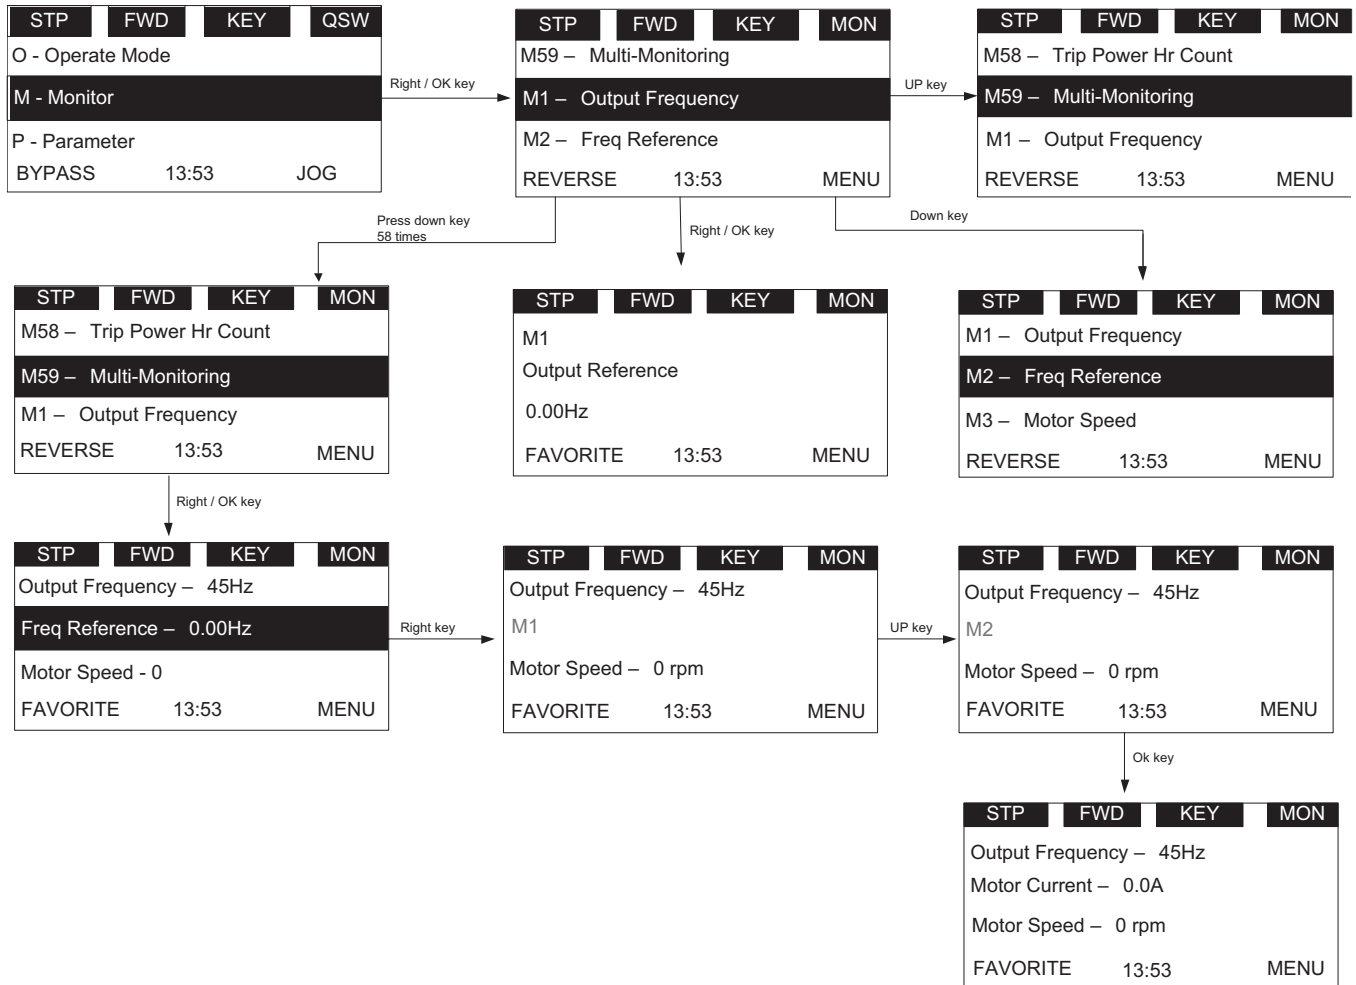 STP FWD KEY QSW
O - Operate Mode
M - Monitor
P - Parameter
BYPASS 13:53 JOG
Right / OK key
STP FWD KEY MON
M59 – Multi-Monitoring
M1 – Output Frequency
M2 – Freq Reference
REVERSE 13:53 MENU
UP key
STP FWD KEY MON
M58 – Trip Power Hr Count
M59 – Multi-Monitoring
M1 – Output Frequency
REVERSE 13:53 MENU
Press down key
58 times
Right / OK key
Down key
STP FWD KEY MON
M58 – Trip Power Hr Count
M59 – Multi-Monitoring
M1 – Output Frequency
REVERSE 13:53 MENU
STP FWD KEY MON
M1
Output Reference
0.00Hz
FAVORITE 13:53 MENU
STP FWD KEY MON
M1 – Output Frequency
M2 – Freq Reference
M3 – Motor Speed
REVERSE 13:53 MENU
Right / OK key
STP FWD KEY MON
Output Frequency – 45Hz
Freq Reference – 0.00Hz
Motor Speed - 0
FAVORITE 13:53 MENU
Right key
STP FWD KEY MON
Output Frequency – 45Hz
M1
Motor Speed – 0 rpm
FAVORITE 13:53 MENU
UP key
STP FWD KEY MON
Output Frequency – 45Hz
M2
Motor Speed – 0 rpm
FAVORITE 13:53 MENU
Ok key
STP FWD KEY MON
Output Frequency – 45Hz
Motor Current – 0.0A
Motor Speed – 0 rpm
FAVORITE 13:53 MENU